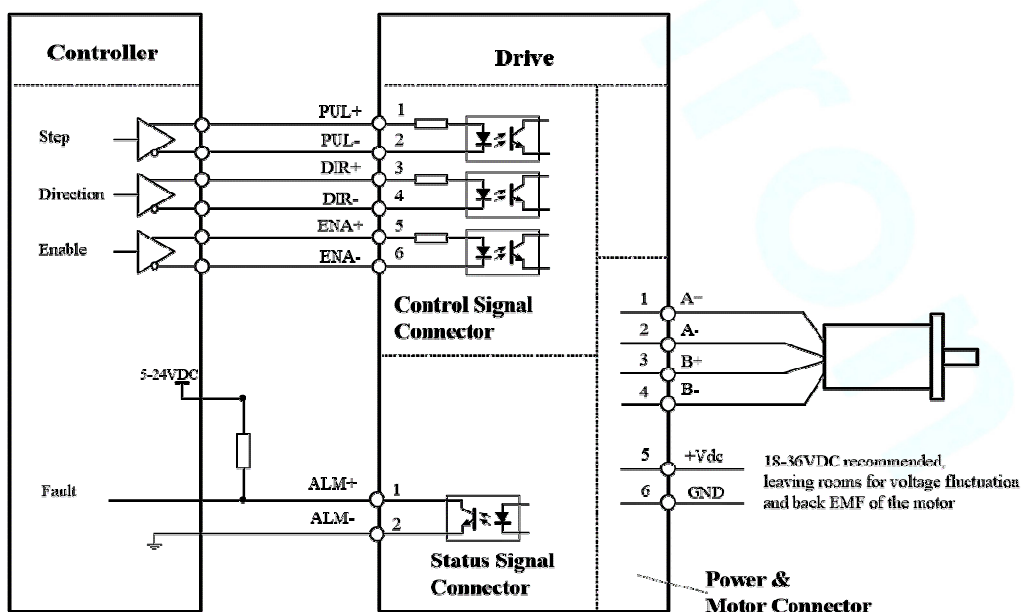 Controller
Drive
Step
PUL+
1
PUL-
2
Direction
DIR+
3
DIR-
4
Enable
ENA+
5
ENA-
6
Control Signal
Connector
1
A+
2
A-
3
B+
4
B-
5-24VDC
5
+Vdc
6
GND
18-36VDC recommended,
leaving rooms for voltage fluctuation
and back EMF of the motor
Fault
ALM+
1
ALM-
2
Status Signal
Connector
Power &
Motor Connector